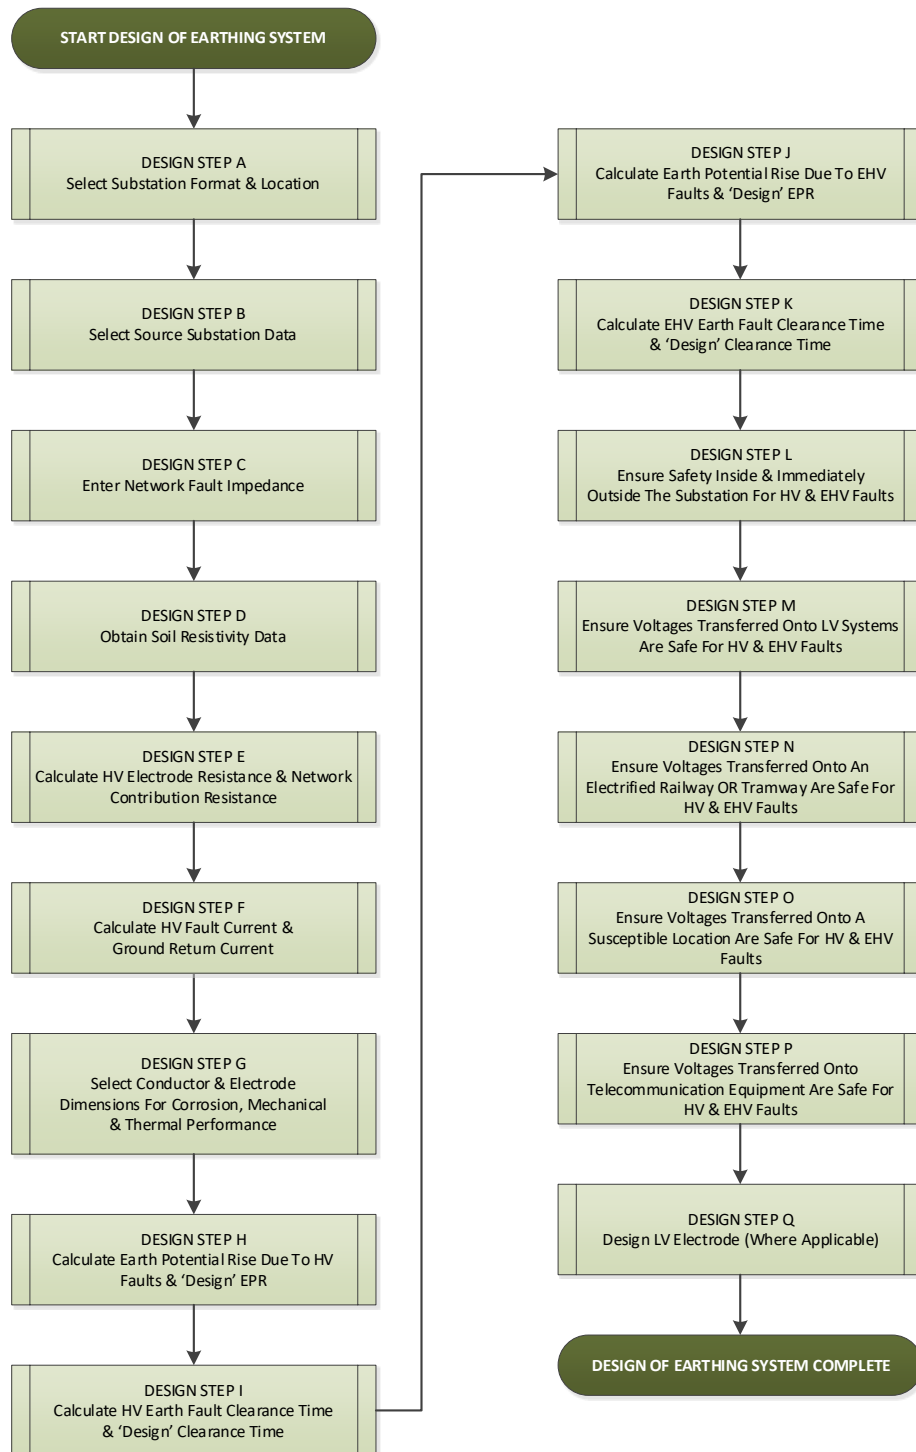 START DESIGN OF EARTHING SYSTEM
DESIGN STEP A
Select Substation Format & Location
DESIGN STEP B
Select Source Substation Data
DESIGN STEP C
Enter Network Fault Impedance
DESIGN STEP D
Obtain Soil Resistivity Data
DESIGN STEP E
Calculate HV Electrode Resistance & Network
Contribution Resistance
DESIGN STEP F
Calculate HV Fault Current &
Ground Return Current
DESIGN STEP G
Select Conductor & Electrode
Dimensions For Corrosion, Mechanical
& Thermal Performance
DESIGN STEP H
Calculate Earth Potential Rise Due To HV
Faults & ‘Design’ EPR
DESIGN STEP I
Calculate HV Earth Fault Clearance Time
& ‘Design’ Clearance Time
DESIGN STEP J
Calculate Earth Potential Rise Due To EHV
Faults & ‘Design’ EPR
DESIGN STEP K
Calculate EHV Earth Fault Clearance Time
& ‘Design’ Clearance Time
DESIGN STEP L
Ensure Safety Inside & Immediately
Outside The Substation For HV & EHV Faults
DESIGN STEP M
Ensure Voltages Transferred Onto LV Systems
Are Safe For HV & EHV Faults
DESIGN STEP N
Ensure Voltages Transferred Onto An
Electrified Railway OR Tramway Are Safe For
HV & EHV Faults
DESIGN STEP O
Ensure Voltages Transferred Onto A
Susceptible Location Are Safe For HV & EHV
Faults
DESIGN STEP P
Ensure Voltages Transferred Onto
Telecommunication Equipment Are Safe For
HV & EHV Faults
DESIGN STEP Q
Design LV Electrode (Where Applicable)
DESIGN OF EARTHING SYSTEM COMPLETE